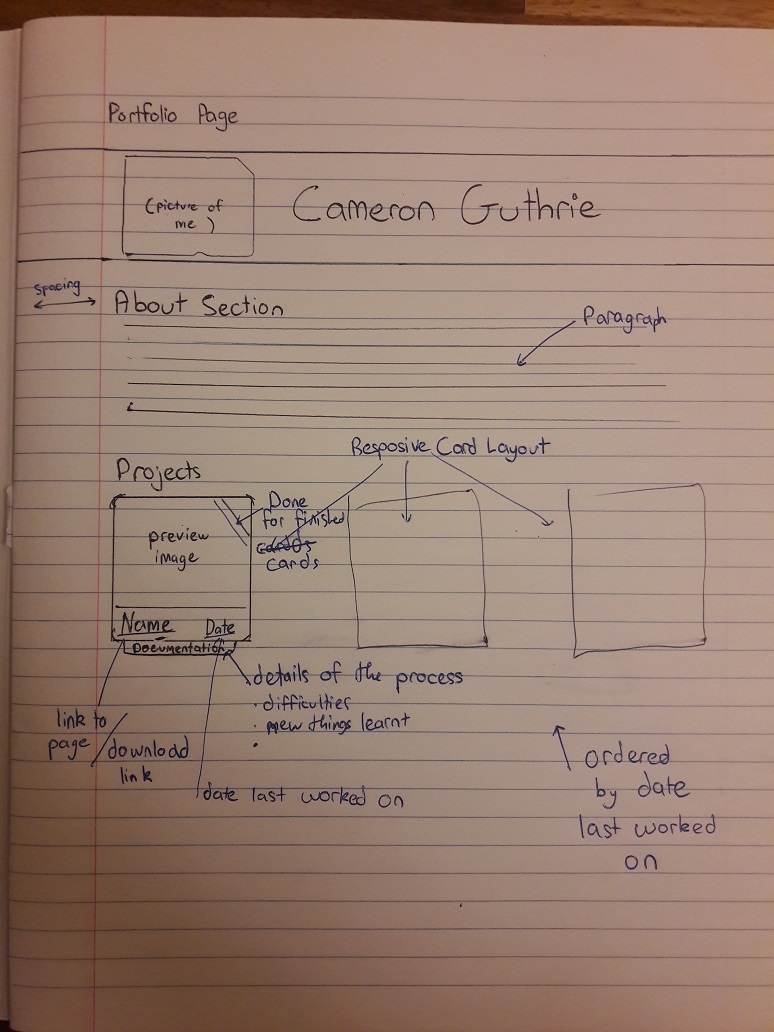 Portfolio Page
(picture of
me )
Cameron Guthrie
spacing
About Section
Paragraph
Resposive Card Layout
Projects
preview
image
Done
for finished
cards
cards
Name
Date
Documentation
details of the process
· difficulties
· new things learnt
·
link to
page /
download
link
date last worked on
ordered
by date
last worked
on